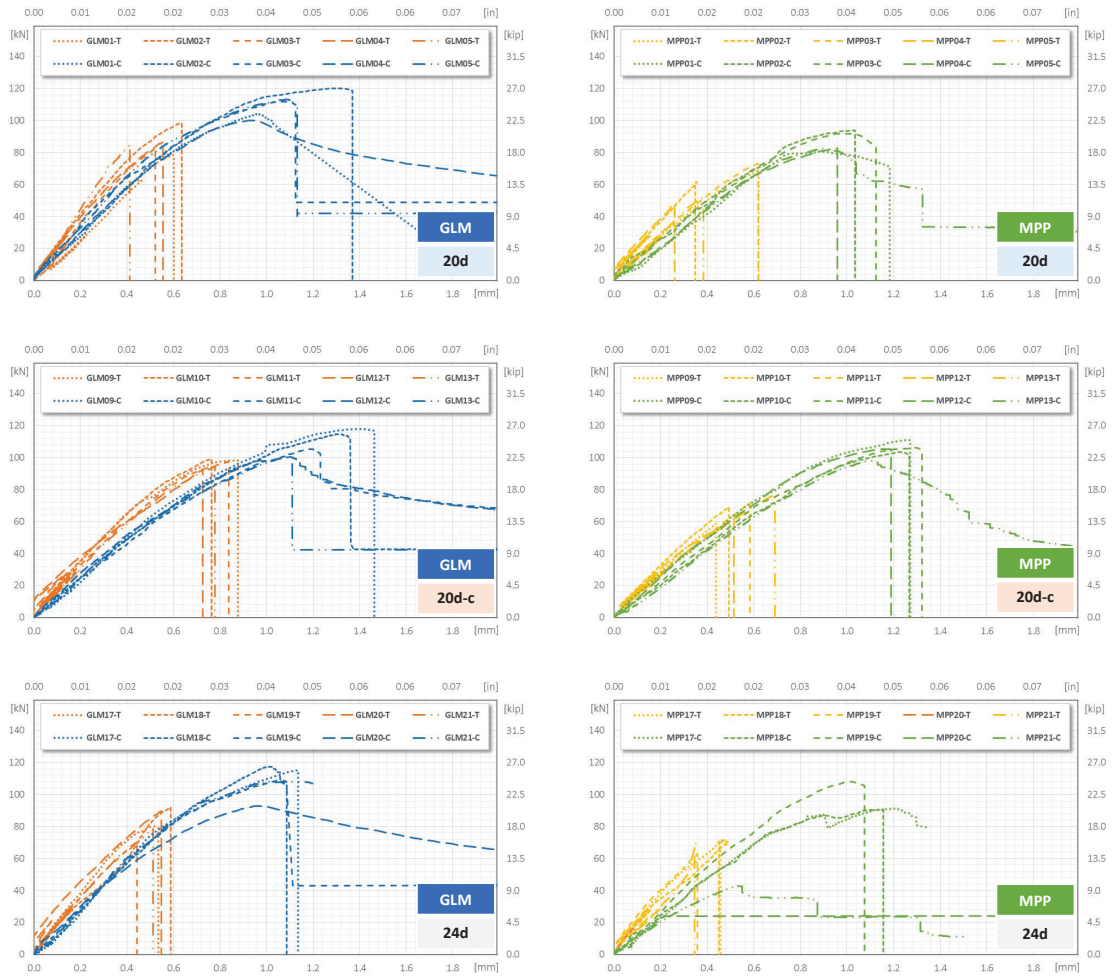 0.00 0.01 0.02 0.02 0.03 0.04 0.05 0.06 0.06 0.07 [in]
[kN] [kip]
GLM01-T GLM02-T GLM03-T GLM04-T GLM05-T
GLM01-C GLM02-C GLM03-C GLM04-C GLM05-C
140 120 100 80 60 40 20 0
31.5 27.0 22.5 18.0 13.5 9.0 4.5 0.0
GLM
20d
0.0 0.2 0.4 0.6 0.8 1.0 1.2 1.4 1.6 1.8 [mm]
0.00 0.01 0.02 0.02 0.03 0.04 0.05 0.06 0.06 0.07 [in]
[kN] [kip]
MPP01-T MPP02-T MPP03-T MPP04-T MPP05-T
MPP01-C MPP02-C MPP03-C MPP04-C MPP05-C
140 120 100 80 60 40 20 0
31.5 27.0 22.5 18.0 13.5 9.0 4.5 0.0
MPP
20d
0.0 0.2 0.4 0.6 0.8 1.0 1.2 1.4 1.6 1.8 [mm]
0.00 0.01 0.02 0.02 0.03 0.04 0.05 0.06 0.06 0.07 [in]
[kN] [kip]
GLM09-T GLM10-T GLM11-T GLM12-T GLM13-T
GLM09-C GLM10-C GLM11-C GLM12-C GLM13-C
140 120 100 80 60 40 20 0
31.5 27.0 22.5 18.0 13.5 9.0 4.5 0.0
GLM
20d-c
0.0 0.2 0.4 0.6 0.8 1.0 1.2 1.4 1.6 1.8 [mm]
0.00 0.01 0.02 0.02 0.03 0.04 0.05 0.06 0.06 0.07 [in]
[kN] [kip]
MPP09-T MPP10-T MPP11-T MPP12-T MPP13-T
MPP09-C MPP10-C MPP11-C MPP12-C MPP13-C
140 120 100 80 60 40 20 0
31.5 27.0 22.5 18.0 13.5 9.0 4.5 0.0
MPP
20d-c
0.0 0.2 0.4 0.6 0.8 1.0 1.2 1.4 1.6 1.8 [mm]
0.00 0.01 0.02 0.02 0.03 0.04 0.05 0.06 0.06 0.07 [in]
[kN] [kip]
GLM17-T GLM18-T GLM19-T GLM20-T GLM21-T
GLM17-C GLM18-C GLM19-C GLM20-C GLM21-C
140 120 100 80 60 40 20 0
31.5 27.0 22.5 18.0 13.5 9.0 4.5 0.0
GLM
24d
0.0 0.2 0.4 0.6 0.8 1.0 1.2 1.4 1.6 1.8 [mm]
0.00 0.01 0.02 0.02 0.03 0.04 0.05 0.06 0.06 0.07 [in]
[kN] [kip]
MPP17-T MPP18-T MPP19-T MPP20-T MPP21-T
MPP17-C MPP18-C MPP19-C MPP20-C MPP21-C
140 120 100 80 60 40 20 0
31.5 27.0 22.5 18.0 13.5 9.0 4.5 0.0
MPP
24d
0.0 0.2 0.4 0.6 0.8 1.0 1.2 1.4 1.6 1.8 [mm]